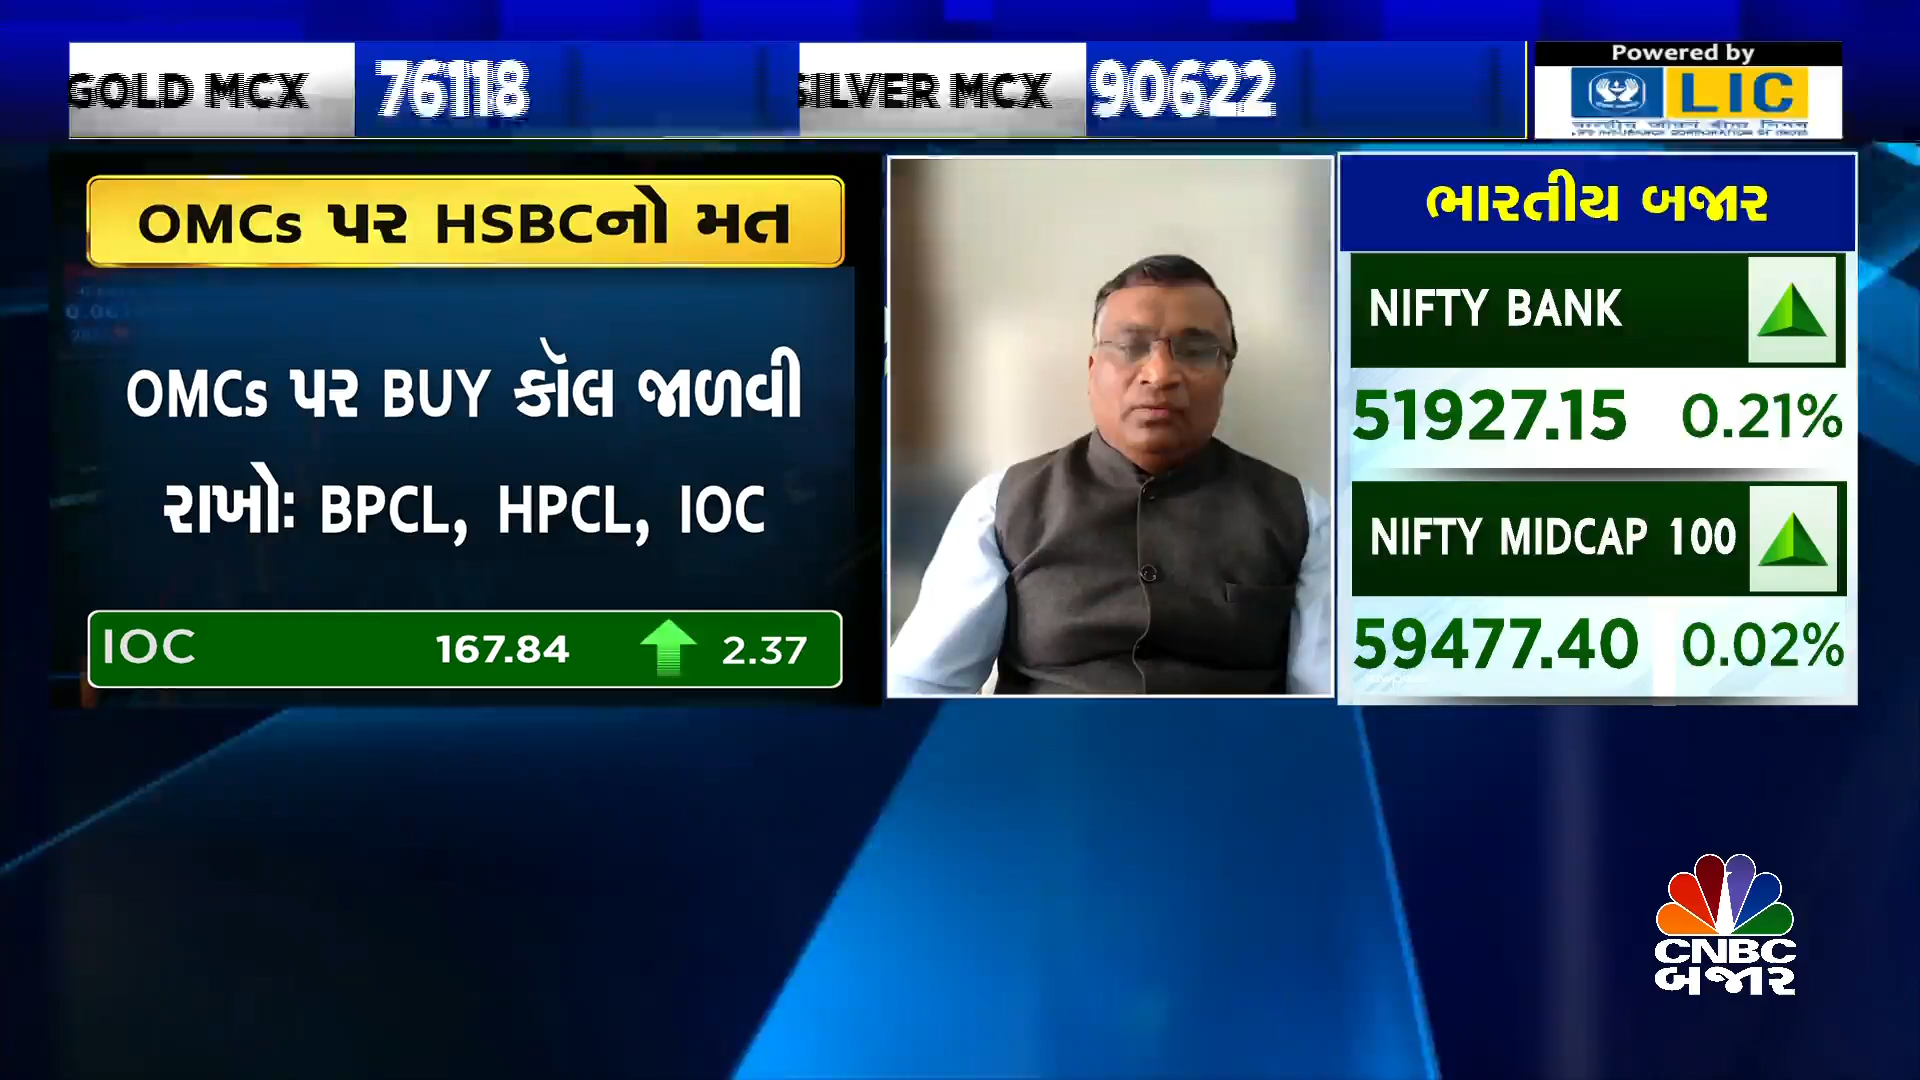 GOLD MCX 76118 SILVER MCX 90622
Powered by
LIC
OMCs પર HSBCનો મત
OMCs પર BUY કૉલ જાળવી
રાખોઃ BPCL, HPCL, IOC
IOC 167.84 2.37
ભારતીય બજાર
NIFTY BANK
51927.15 0.21%
NIFTY MIDCAP 100
59477.40 0.02%
CNBC
બજાર